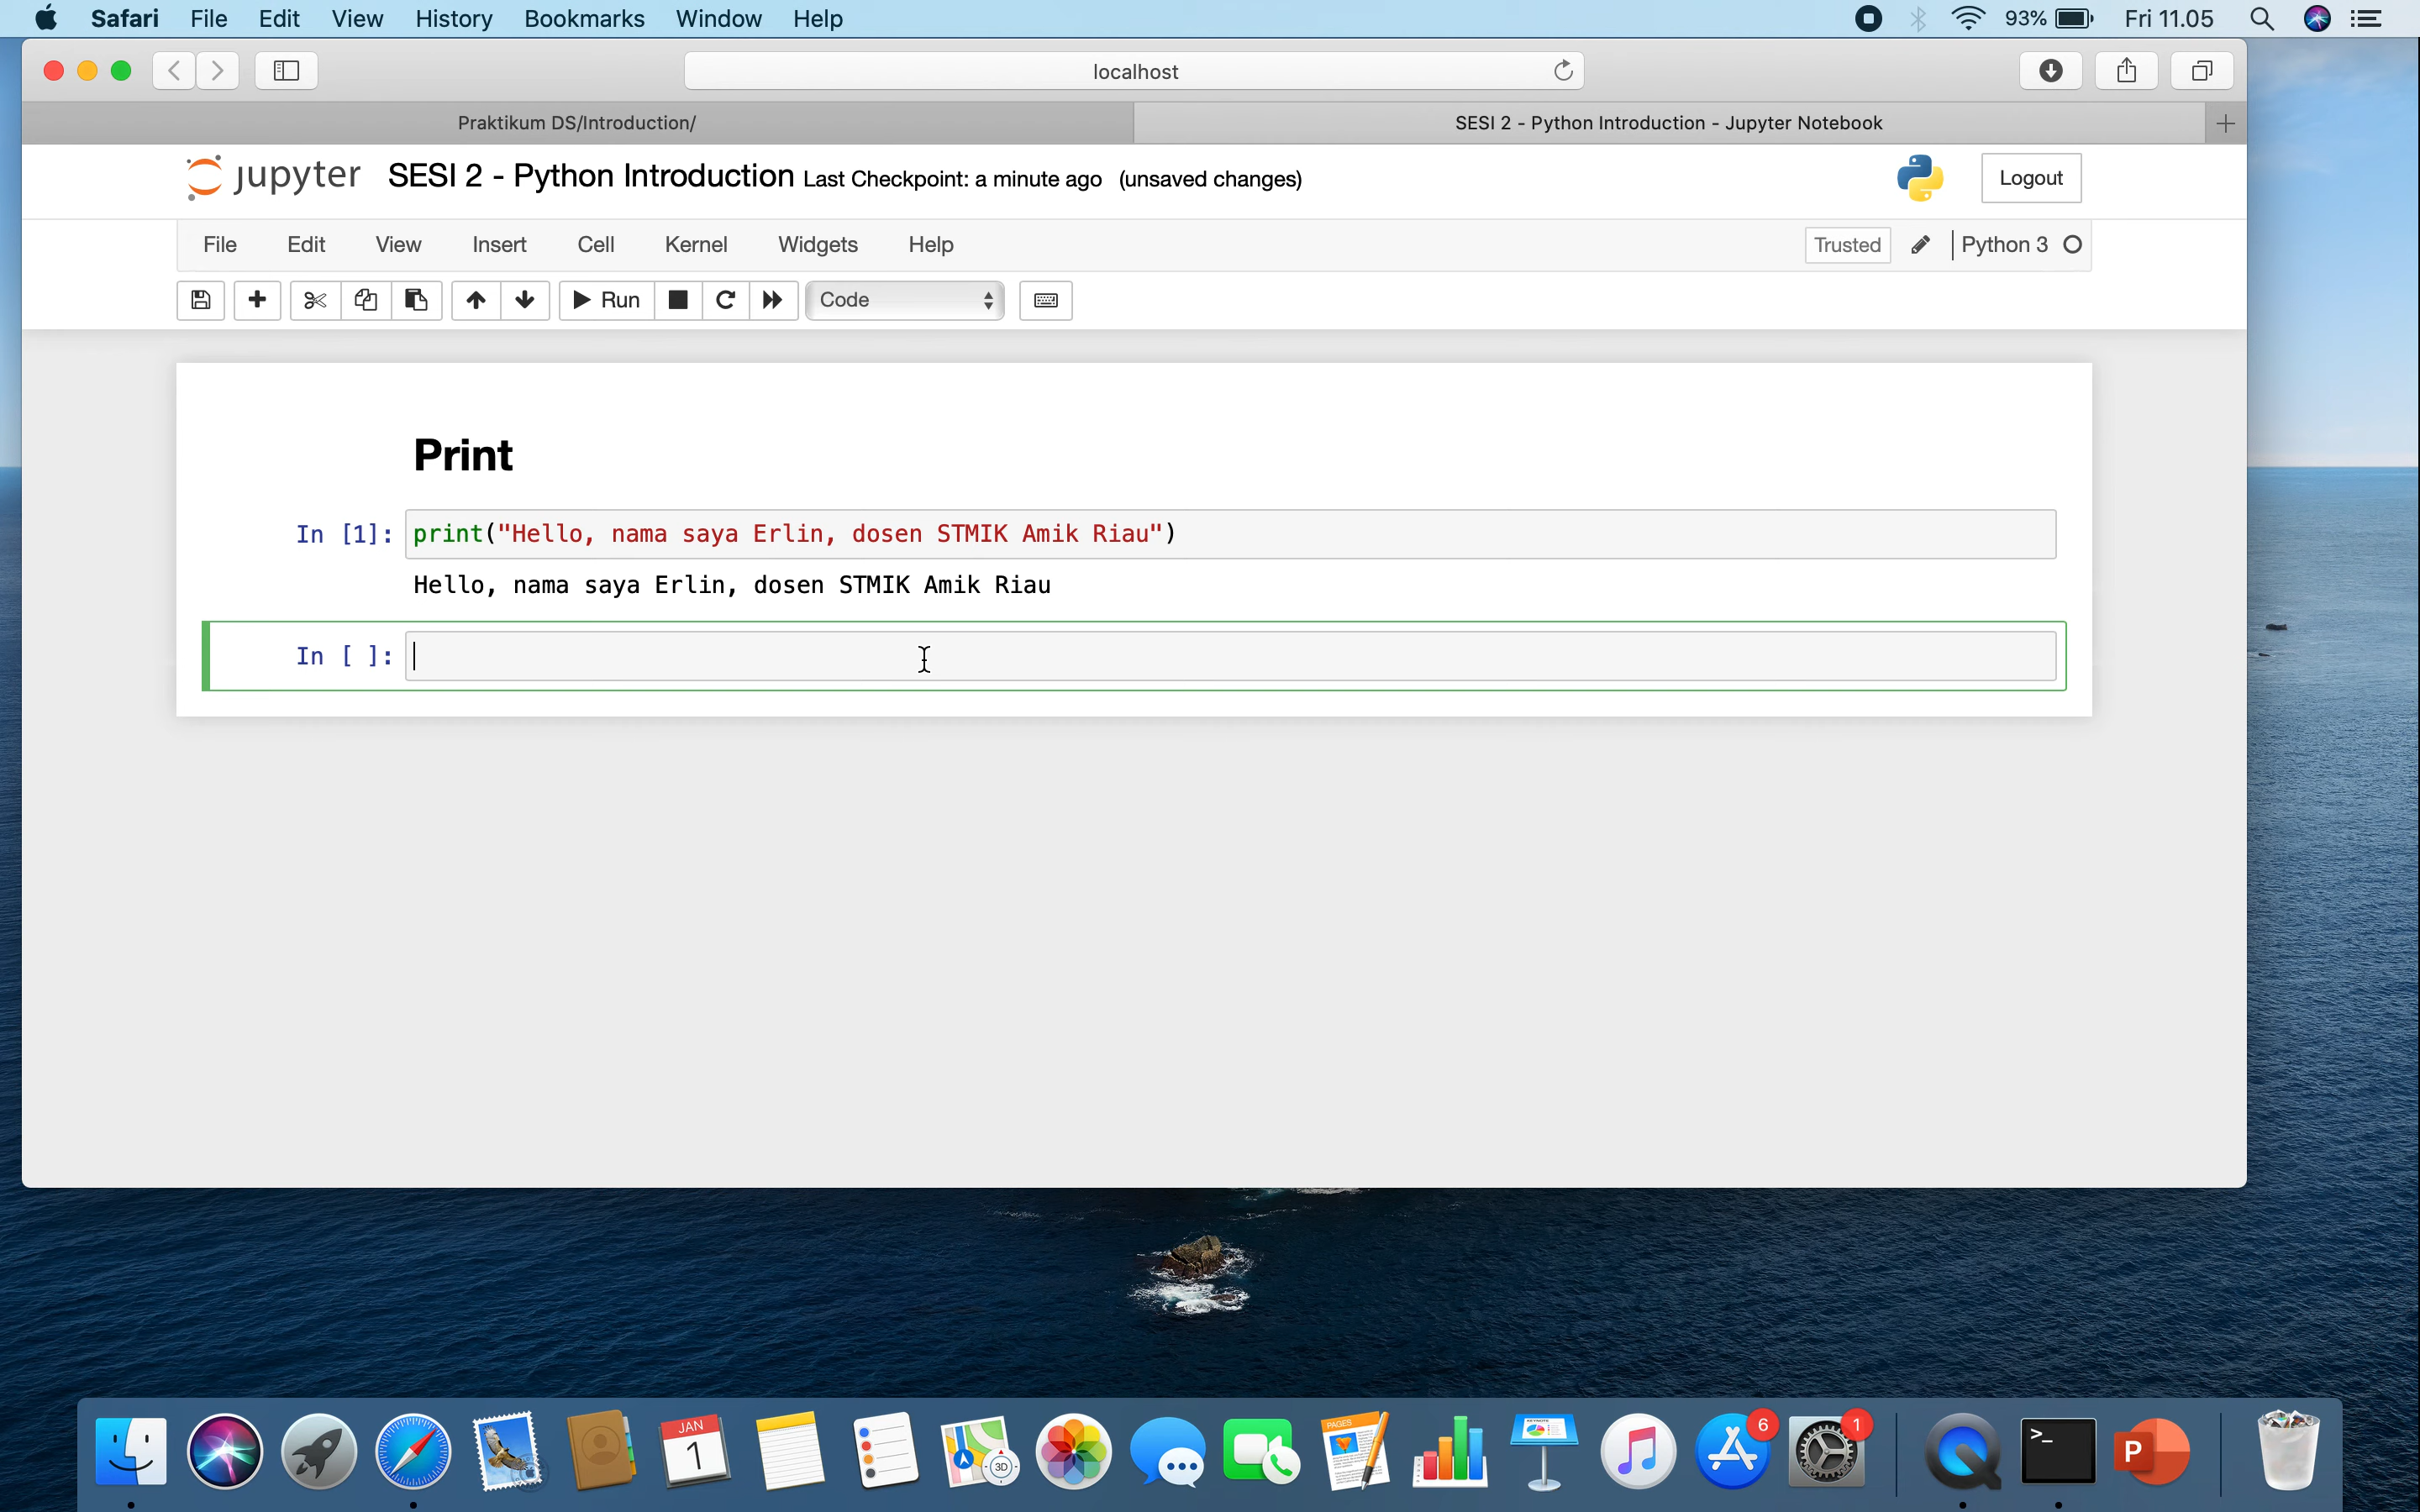 Safari File Edit View History Bookmarks Window Help 93% Fri 11.05
localhost
Praktikum DS/Introduction/ SESI 2 - Python Introduction - Jupyter Notebook
jupyter SESI 2 - Python Introduction Last Checkpoint: a minute ago (unsaved changes) Logout
File Edit View Insert Cell Kernel Widgets Help Trusted Python 3
Run Code
Print
In [1]: print("Hello, nama saya Erlin, dosen STMIK Amik Riau")
Hello, nama saya Erlin, dosen STMIK Amik Riau
In [ ]:
JAN
1
3D
PAGES
KEYNOTE
6
1
>_
P